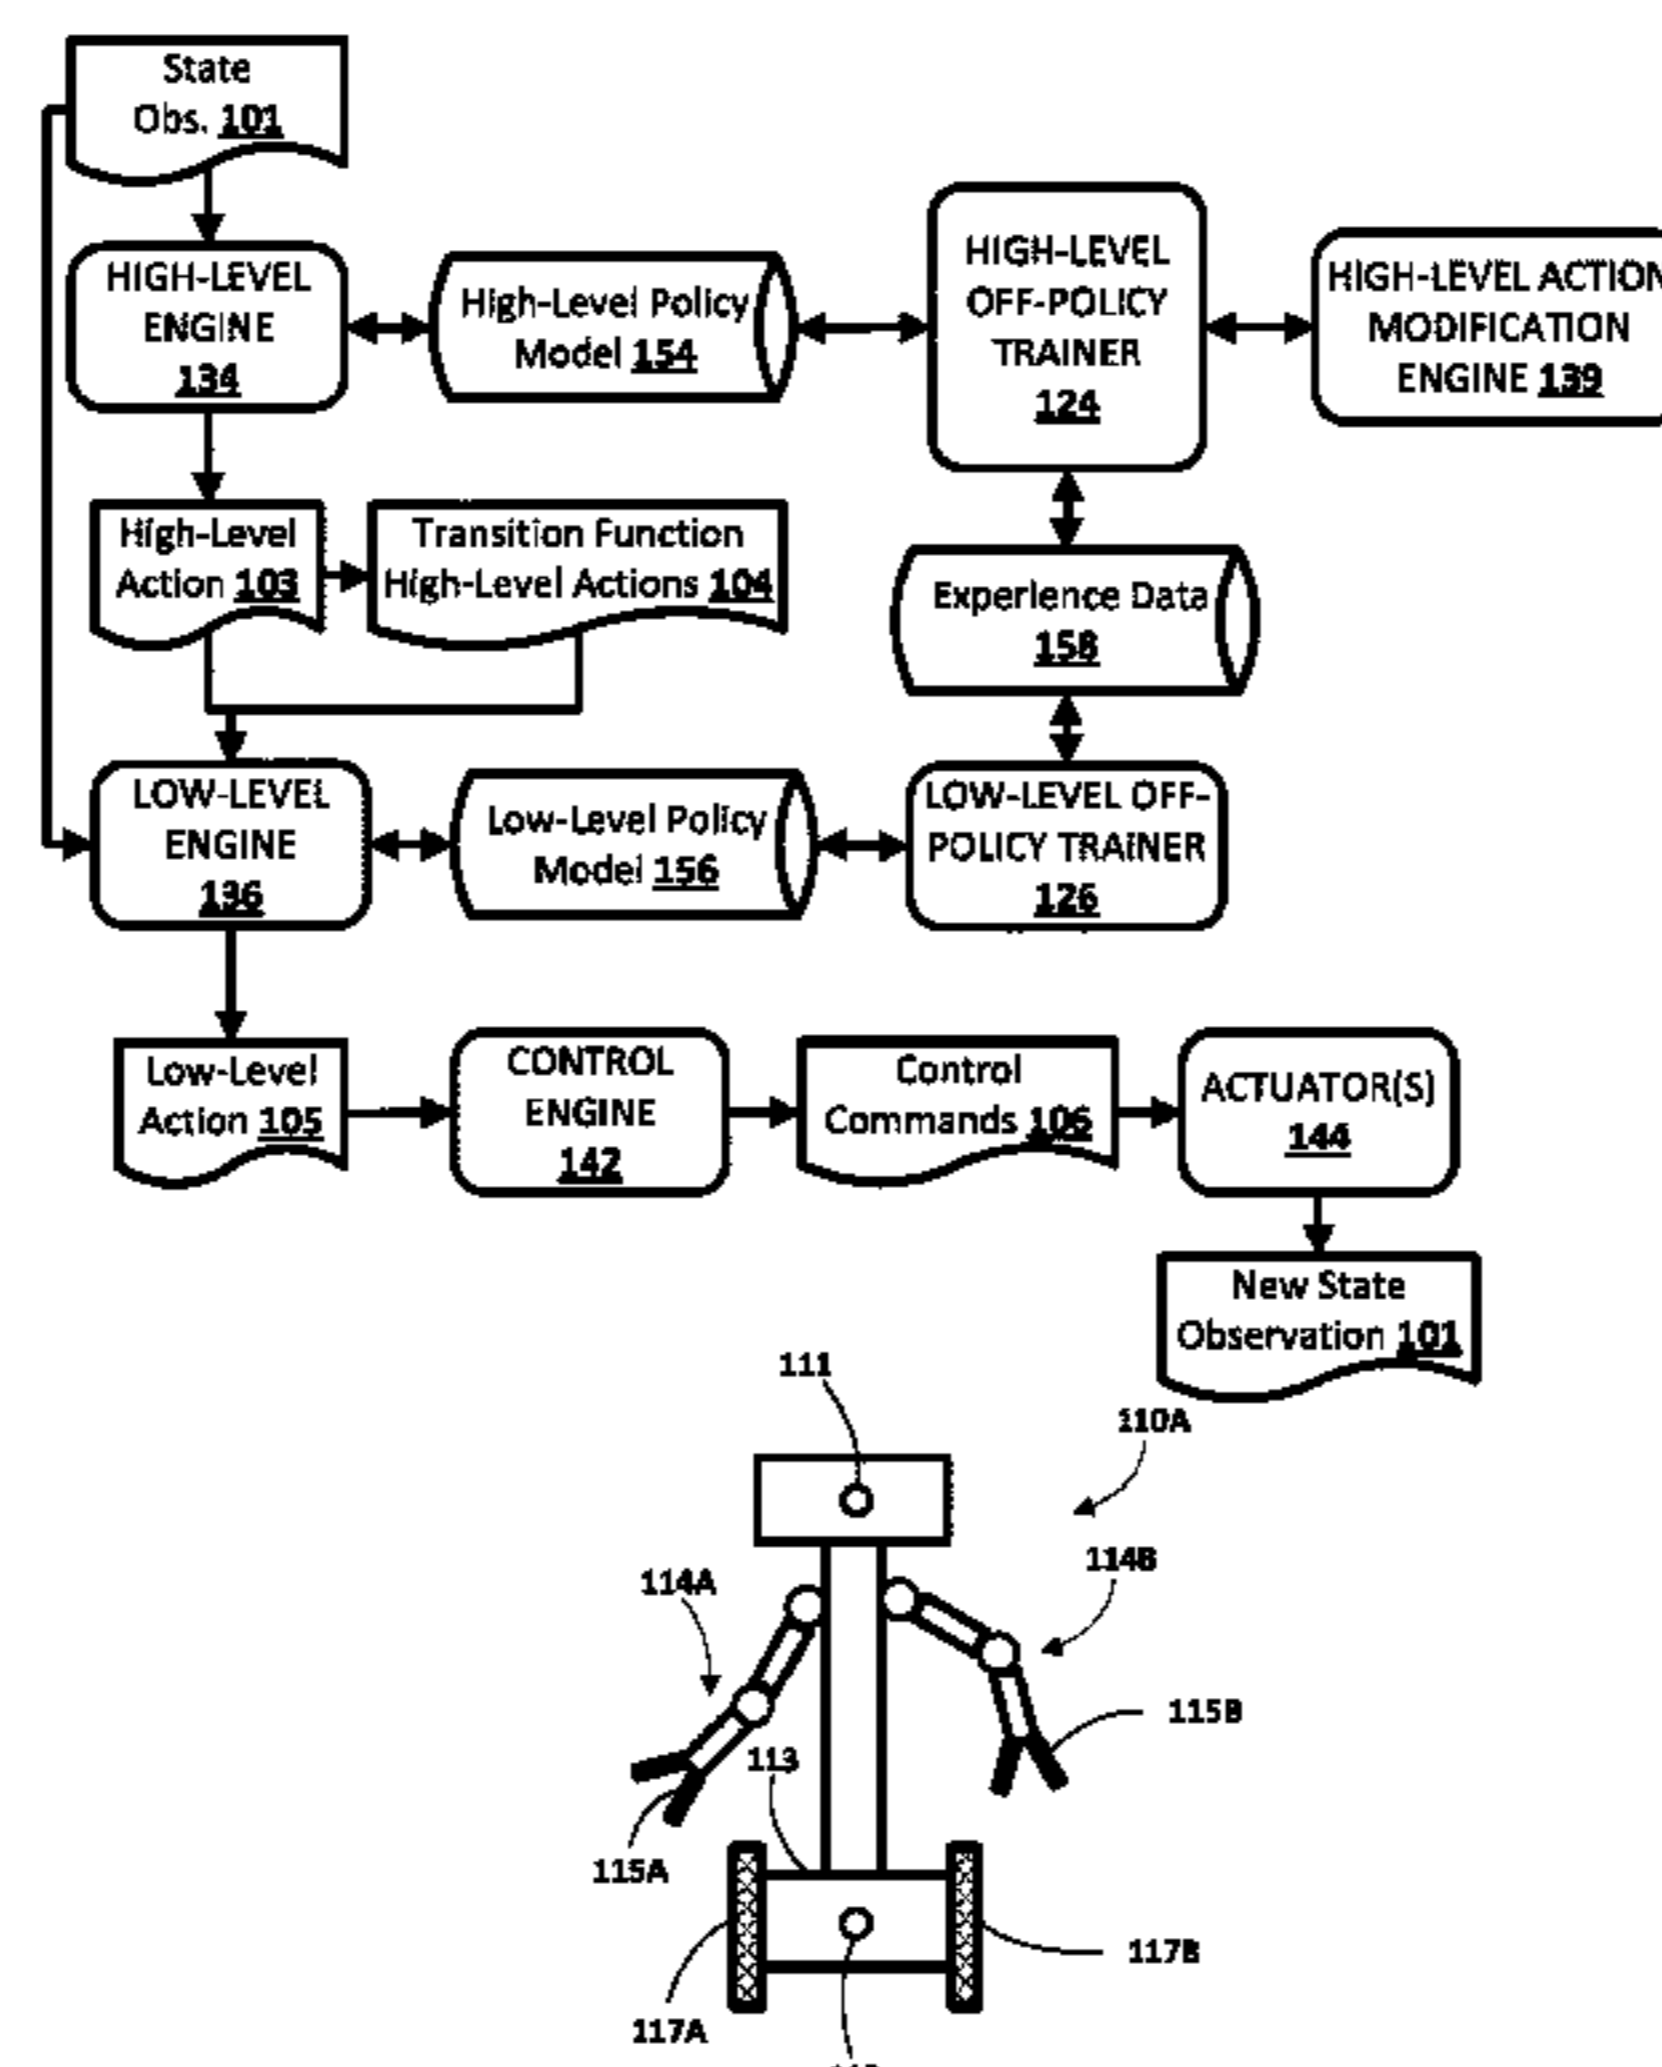 State
Obs. 101
HIGH-LEVEL
ENGINE
134
High-Level Policy
Model 154
HIGH-LEVEL
OFF-POLICY
TRAINER
124
HIGH-LEVEL ACTION
MODIFICATION
ENGINE 139
High-Level
Action 103
Transition Function
High-Level Actions 104
Experience Data
158
LOW-LEVEL
ENGINE
136
Low-Level Policy
Model 156
LOW-LEVEL OFF-
POLICY TRAINER
126
Low-Level
Action 105
CONTROL
ENGINE
142
Control
Commands 106
ACTUATOR(S)
144
New State
Observation 101
111
110A
114B
114A
115B
113
115A
117B
117A